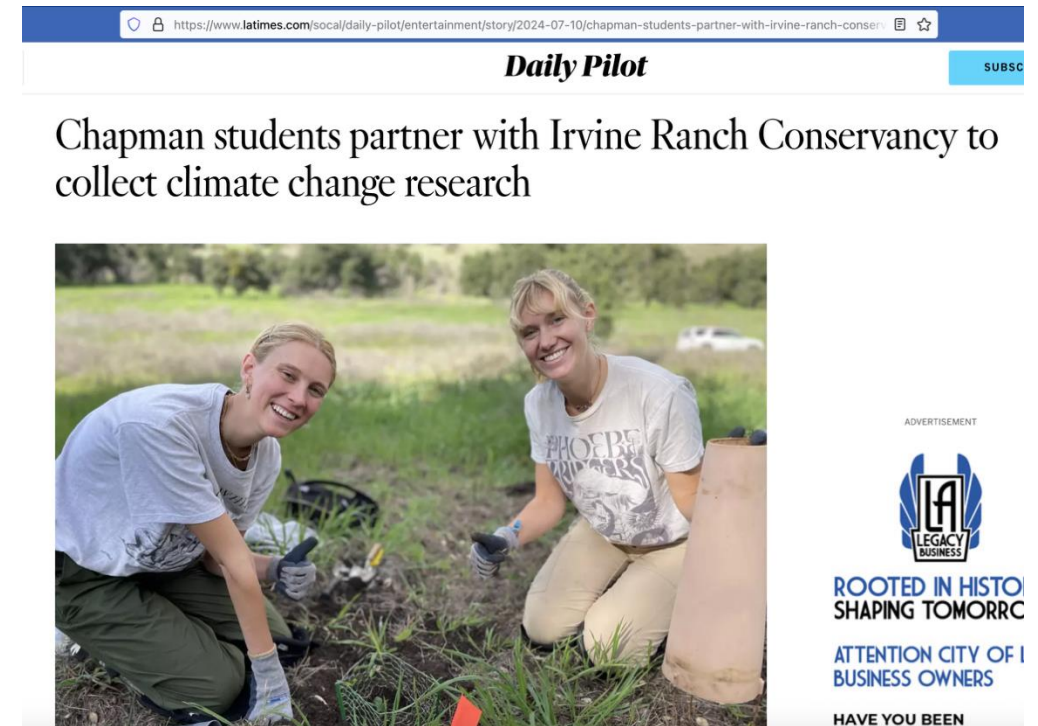 https://www.latimes.com/socal/daily-pilot/entertainment/story/2024-07-10/chapman-students-partner-with-irvine-ranch-conserv
Daily Pilot
SUBSC
Chapman students partner with Irvine Ranch Conservancy to
collect climate change research
PHOEBE
BRIDGERS
ADVERTISEMENT
LA
LEGACY
BUSINESS
ROOTED IN HISTO
SHAPING TOMORRO
ATTENTION CITY OF L
BUSINESS OWNERS
HAVE YOU BEEN